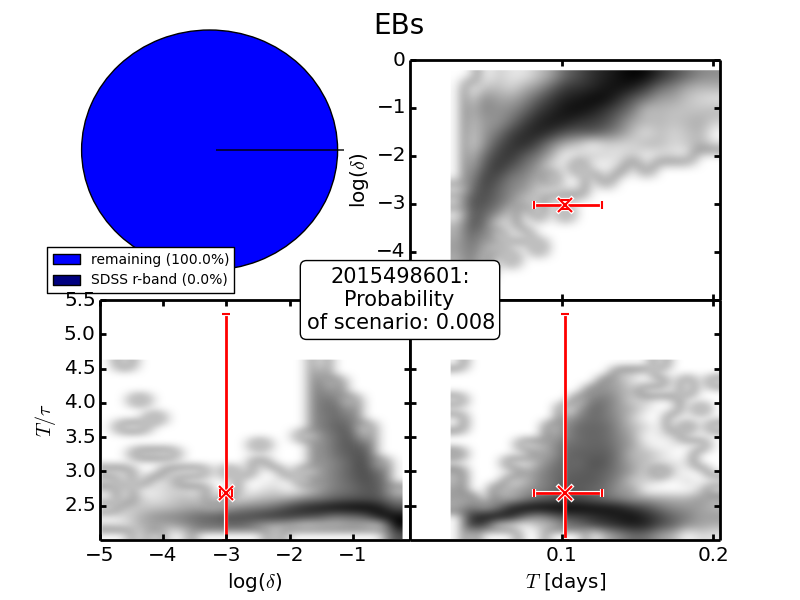 EBs
remaining (100.0%)
SDSS r-band (0.0%)
0
−1
−2
−3
−4
log(δ)
2015498601:
Probability
of scenario: 0.008
5.5
5.0
4.5
4.0
3.5
3.0
2.5
T/τ
−5
−4
−3
−2
−1
log(δ)
0.1
0.2
T [days]